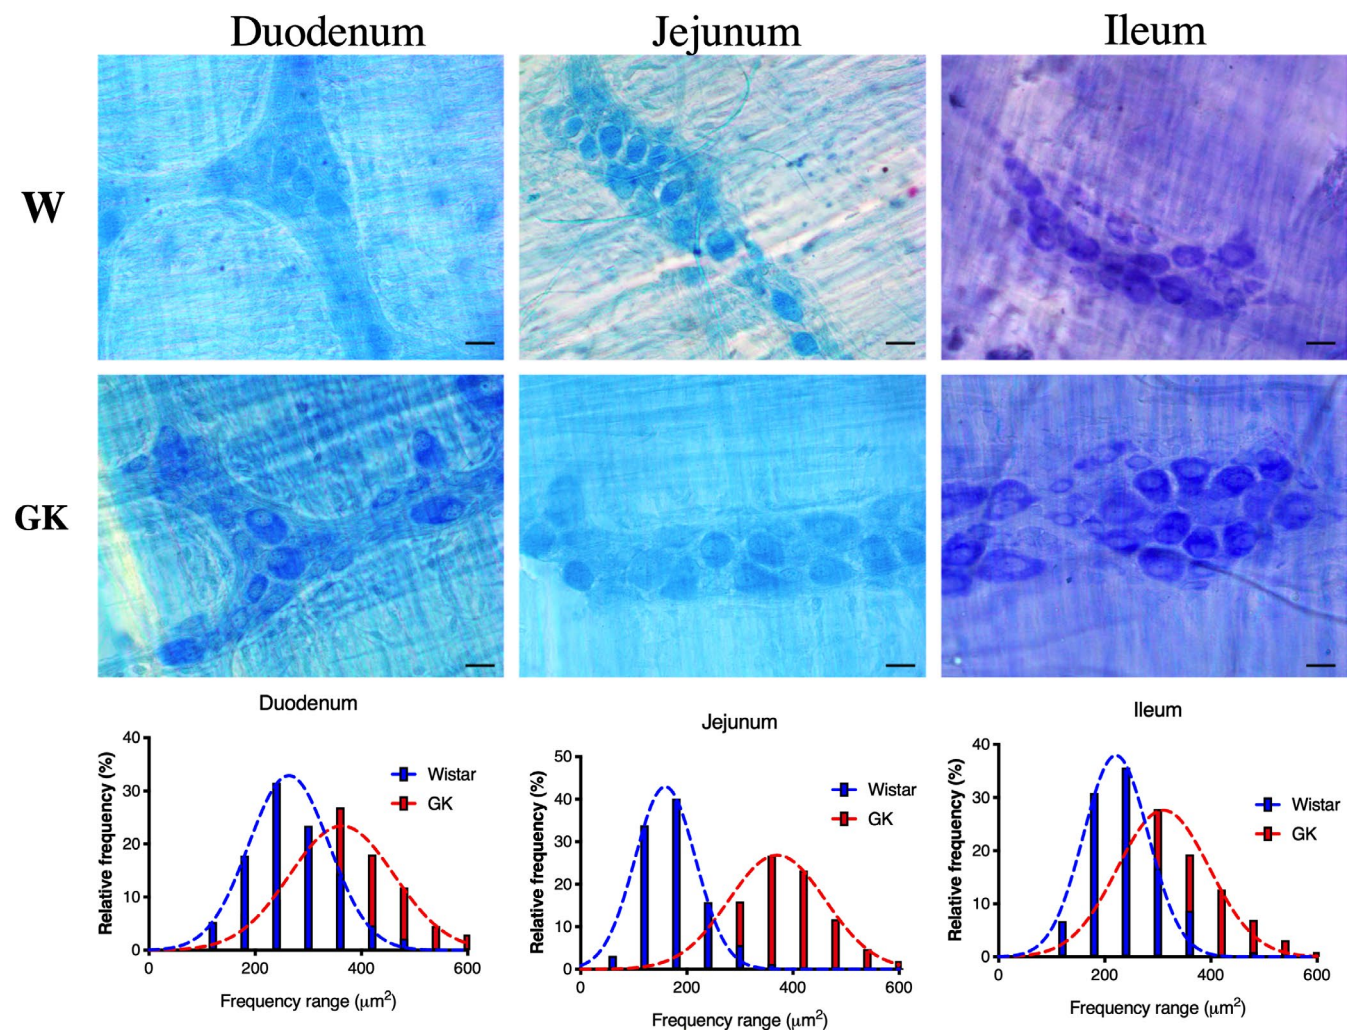 Duodenum Jejunum Ileum
W
GK
Duodenum
Relative frequency (%)
40
30
20
10
0
0 200 400 600
Frequency range (μm²)
Wistar
GK
Jejunum
Relative frequency (%)
50
40
30
20
10
0
0 200 400 600
Frequency range (μm²)
Wistar
GK
Ileum
Relative frequency (%)
40
30
20
10
0
0 200 400 600
Frequency range (μm²)
Wistar
GK